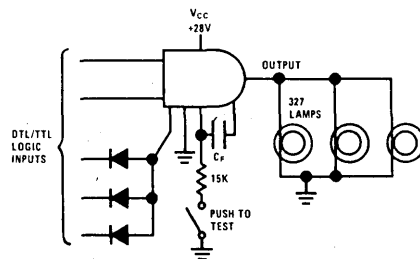 VCC
+28V
OUTPUT
327
LAMPS
DTL/TTL
LOGIC
INPUTS
CF
15K
PUSH TO
TEST